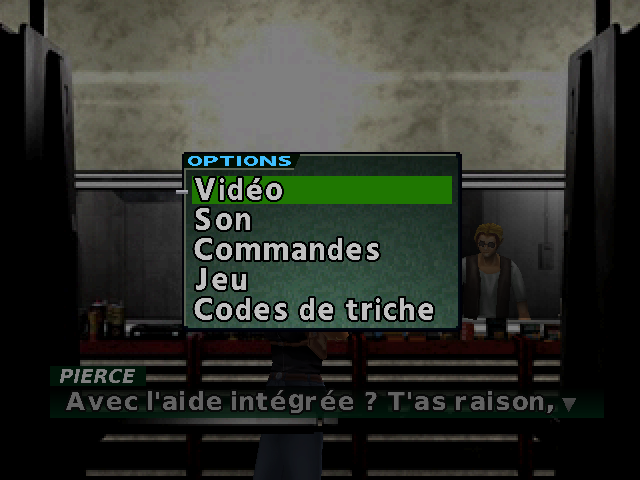 OPTIONS
Vidéo
Son
Commandes
Jeu
Codes de triche
PIERCE
Avec l'aide intégrée ? T'as raison,